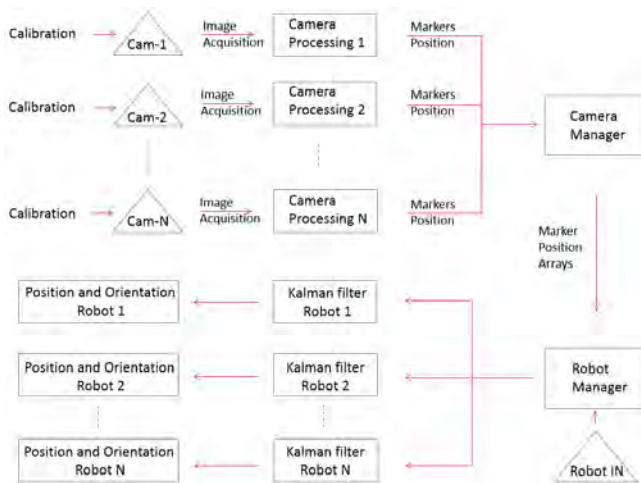 Calibration
Cam-1
Image
Acquisition
Camera
Processing 1
Markers
Position
Calibration
Cam-2
Image
Acquisition
Camera
Processing 2
Markers
Position
Camera
Manager
Calibration
Cam-N
Image
Acquisition
Camera
Processing N
Markers
Position
Marker
Position
Arrays
Position and Orientation
Robot 1
Kalman filter
Robot 1
Position and Orientation
Robot 2
Kalman filter
Robot 2
Robot
Manager
Position and Orientation
Robot N
Kalman filter
Robot N
Robot IN